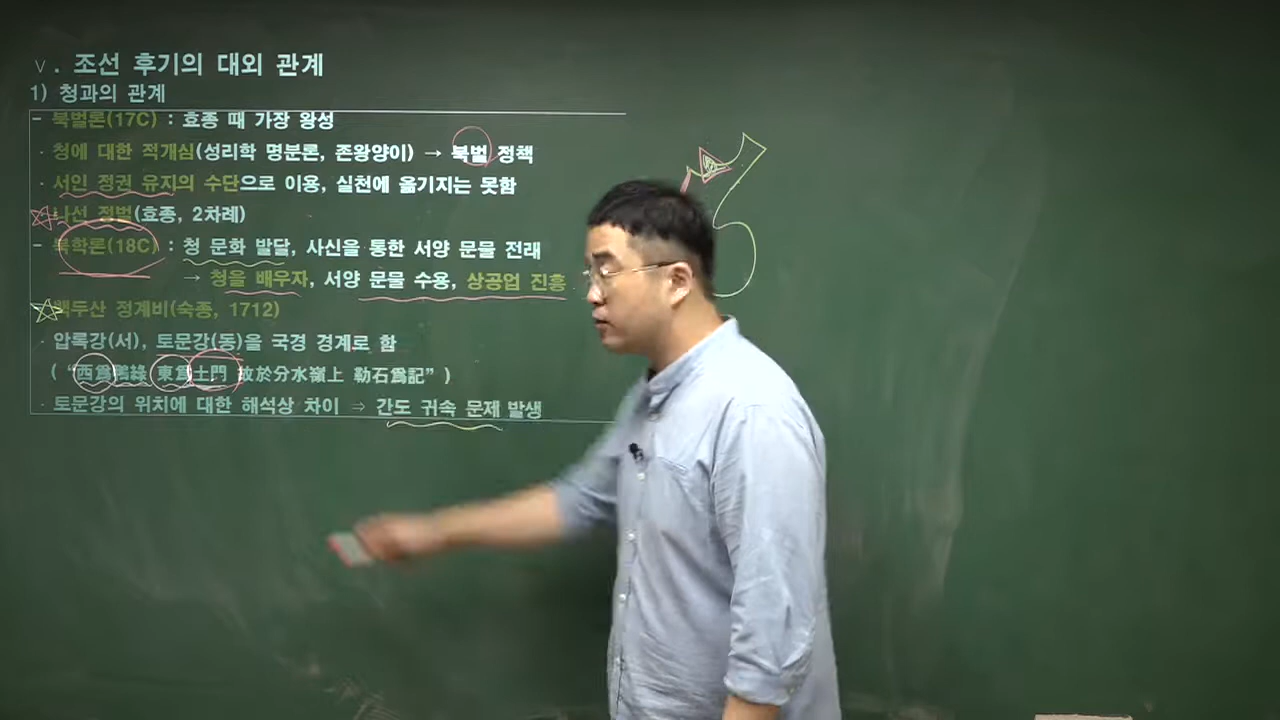 Ⅴ. 조선 후기의 대외 관계
1) 청과의 관계
- 북벌론(17C) : 효종 때 가장 왕성
· 청에 대한 적개심(성리학 명분론, 존왕양이) → 북벌 정책
· 서인 정권 유지의 수단으로 이용, 실천에 옮기지는 못함
나선 정벌(효종, 2차례)
- 북학론(18C) : 청 문화 발달, 사신을 통한 서양 문물 전래
→ 청을 배우자, 서양 문물 수용, 상공업 진흥
백두산 정계비(숙종, 1712)
· 압록강(서), 토문강(동)을 국경 경계로 함
( “西爲鴨綠 東爲土門 故於分水嶺上 勒石爲記” )
· 토문강의 위치에 대한 해석상 차이 ⇒ 간도 귀속 문제 발생